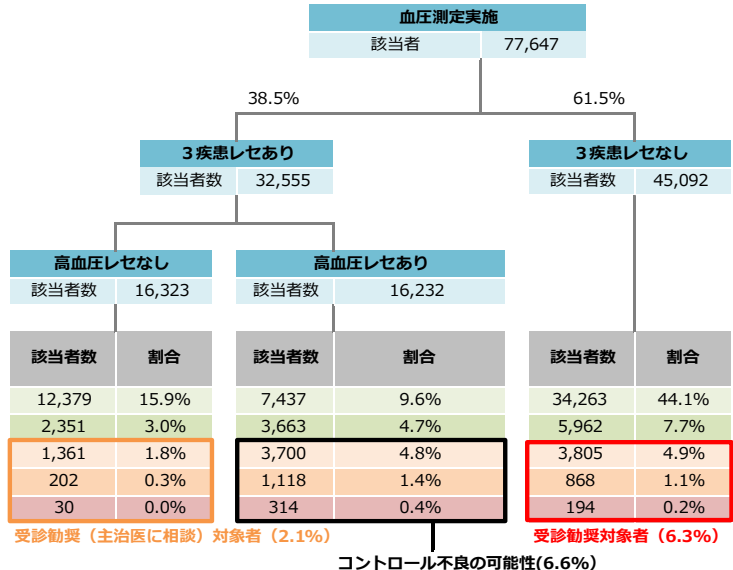 血圧測定実施
該当者 77,647
38.5% 61.5%
３疾患レセあり ３疾患レセなし
該当者数 32,555 該当者数 45,092
高血圧レセなし 高血圧レセあり
該当者数 16,323 該当者数 16,232
該当者数 割合 該当者数 割合 該当者数 割合
12,379 15.9% 7,437 9.6% 34,263 44.1%
2,351 3.0% 3,663 4.7% 5,962 7.7%
1,361 1.8% 3,700 4.8% 3,805 4.9%
202 0.3% 1,118 1.4% 868 1.1%
30 0.0% 314 0.4% 194 0.2%
受診勧奨（主治医に相談）対象者（2.1%） 受診勧奨対象者（6.3%）
コントロール不良の可能性(6.6%）